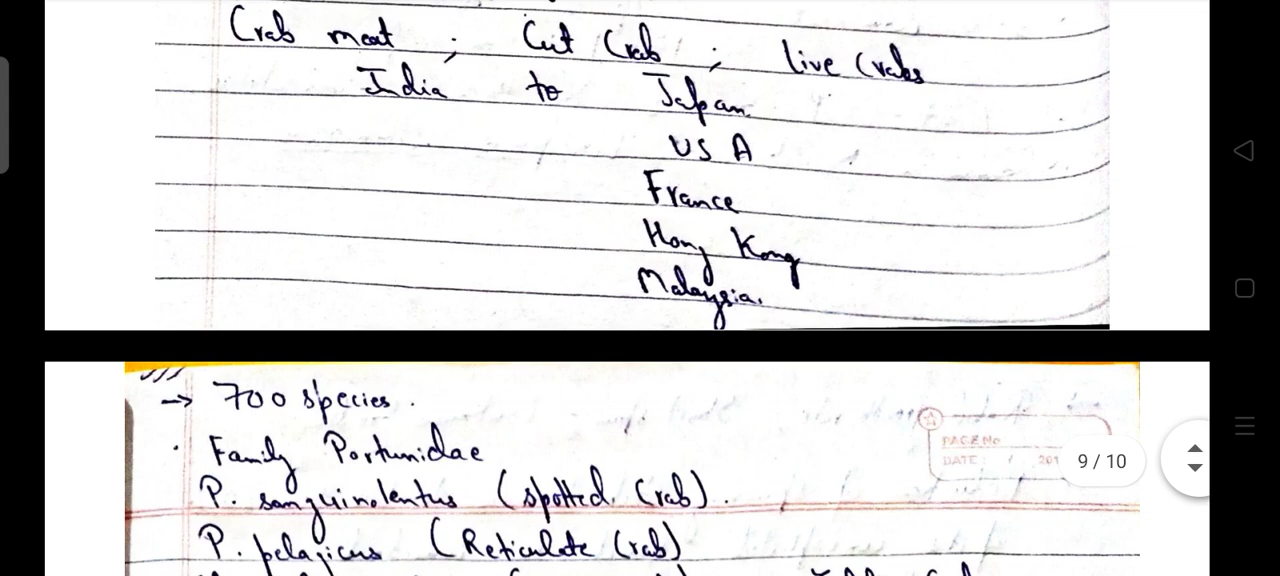 Crab meat ; Cut Crab ; live Crabs
India to Japan
USA
France
Hong Kong
Malaysia.
→ 700 species.
PAGE No
DATE: / 201
9 / 10
· Family Portunidae
P. sanguinolentus (spotted Crab).
P. pelagicus (Reticulate Crab)